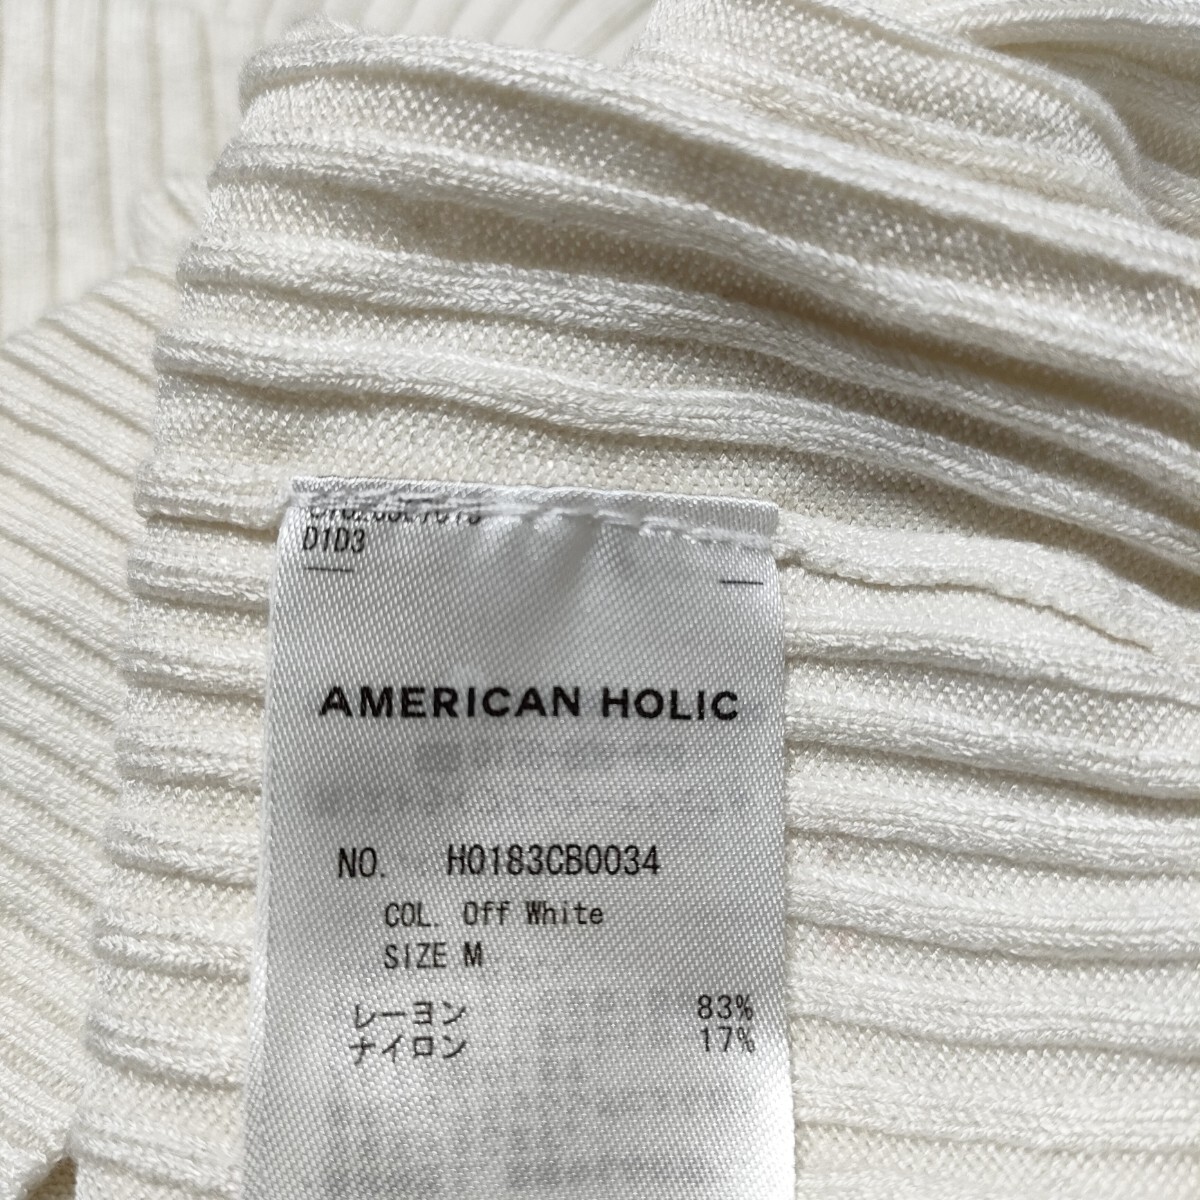 D1D3
AMERICAN HOLIC
NO. H0183CB0034
COL. Off White
SIZE M
レーヨン 83%
ナイロン 17%